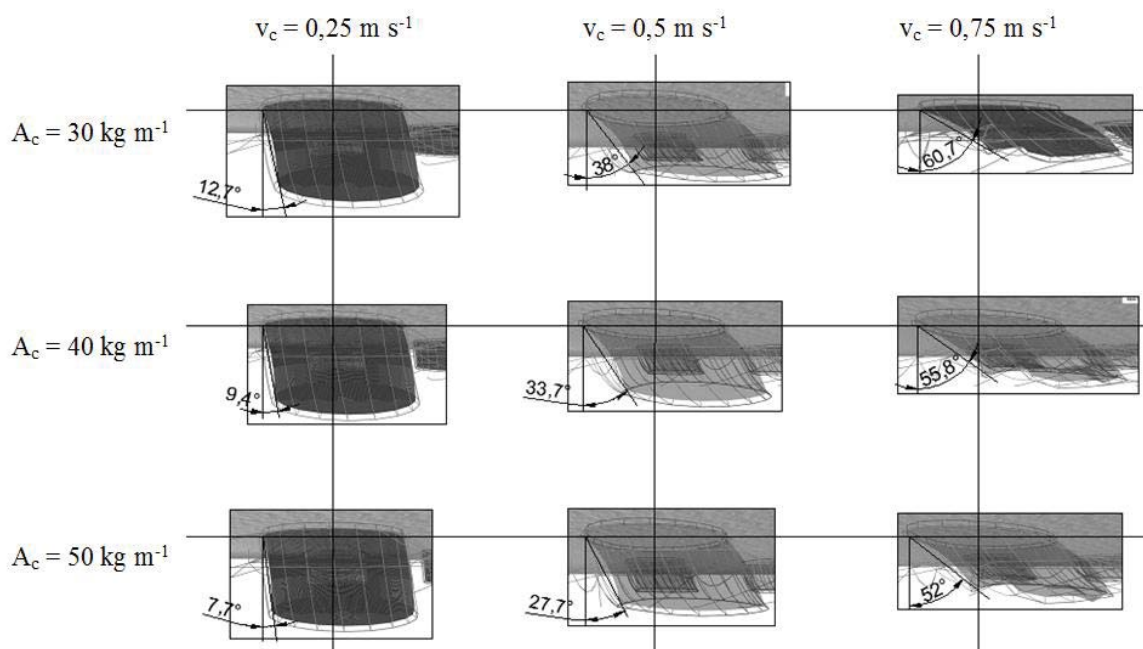 v_c = 0,25 m s⁻¹ v_c = 0,5 m s⁻¹ v_c = 0,75 m s⁻¹
A_c = 30 kg m⁻¹
12,7° 38° 60,7°
A_c = 40 kg m⁻¹
9,4° 33,7° 55,8°
A_c = 50 kg m⁻¹
7,7° 27,7° 52°